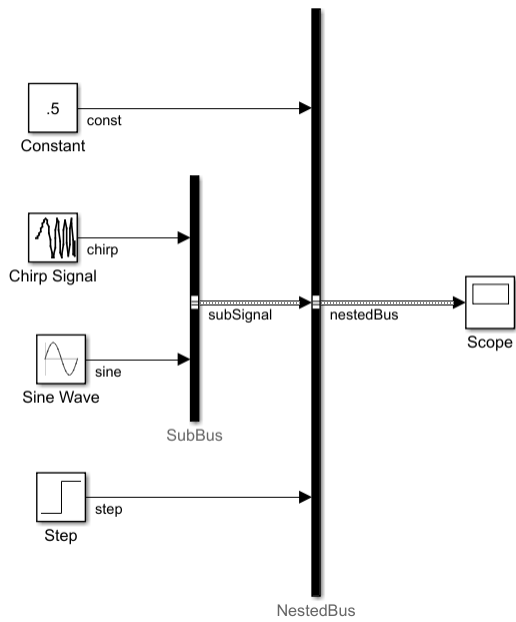 .5
const
Constant
chirp
Chirp Signal
subSignal
nestedBus
Scope
sine
Sine Wave
SubBus
step
Step
NestedBus